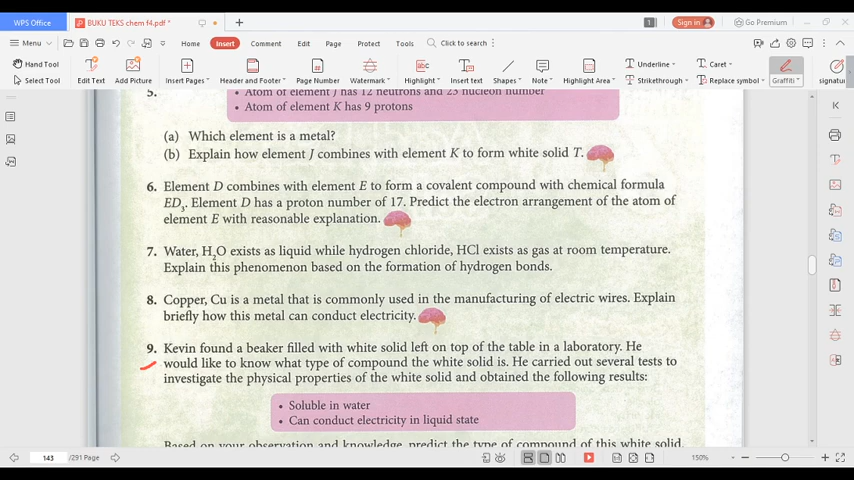 WPS Office
BUKU TEKS chem f4.pdf *
+
1
Sign in
Go Premium
Menu
Home
Insert
Comment
Edit
Page
Protect
Tools
Click to search
Hand Tool
Select Tool
Edit Text
Add Picture
Insert Pages
Header and Footer
Page Number
Watermark
Highlight
Insert text
Shapes
Note
Highlight Area
Underline
Caret
Strikethrough
Replace symbol
Graffiti
signatur
5.
• Atom of element J has 12 neutrons and 23 nucleon number
• Atom of element K has 9 protons
(a) Which element is a metal?
(b) Explain how element J combines with element K to form white solid T.
6. Element D combines with element E to form a covalent compound with chemical formula
ED₃. Element D has a proton number of 17. Predict the electron arrangement of the atom of
element E with reasonable explanation.
7. Water, H₂O exists as liquid while hydrogen chloride, HCl exists as gas at room temperature.
Explain this phenomenon based on the formation of hydrogen bonds.
8. Copper, Cu is a metal that is commonly used in the manufacturing of electric wires. Explain
briefly how this metal can conduct electricity.
9. Kevin found a beaker filled with white solid left on top of the table in a laboratory. He
would like to know what type of compound the white solid is. He carried out several tests to
investigate the physical properties of the white solid and obtained the following results:
• Soluble in water
• Can conduct electricity in liquid state
Based on your observation and knowledge, predict the type of compound of this white solid.
143 /291 Page
150%